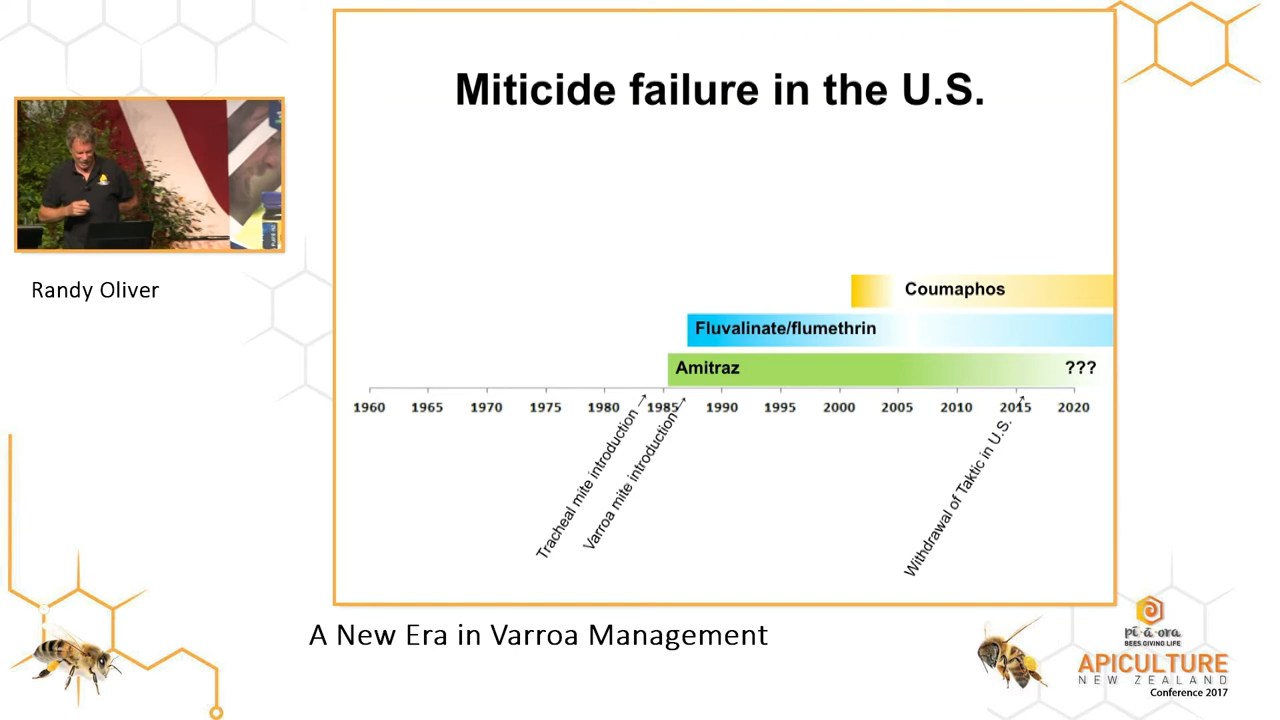 Miticide failure in the U.S.
Randy Oliver
Coumaphos
Fluvalinate/flumethrin
Amitraz
???
1960 1965 1970 1975 1980 1985 1990 1995 2000 2005 2010 2015 2020
Tracheal mite introduction →
Varroa mite introduction →
Withdrawal of Taktic in U.S. →
A New Era in Varroa Management
pī-ā-ora
BEES GIVING LIFE
APICULTURE
NEW ZEALAND
Conference 2017